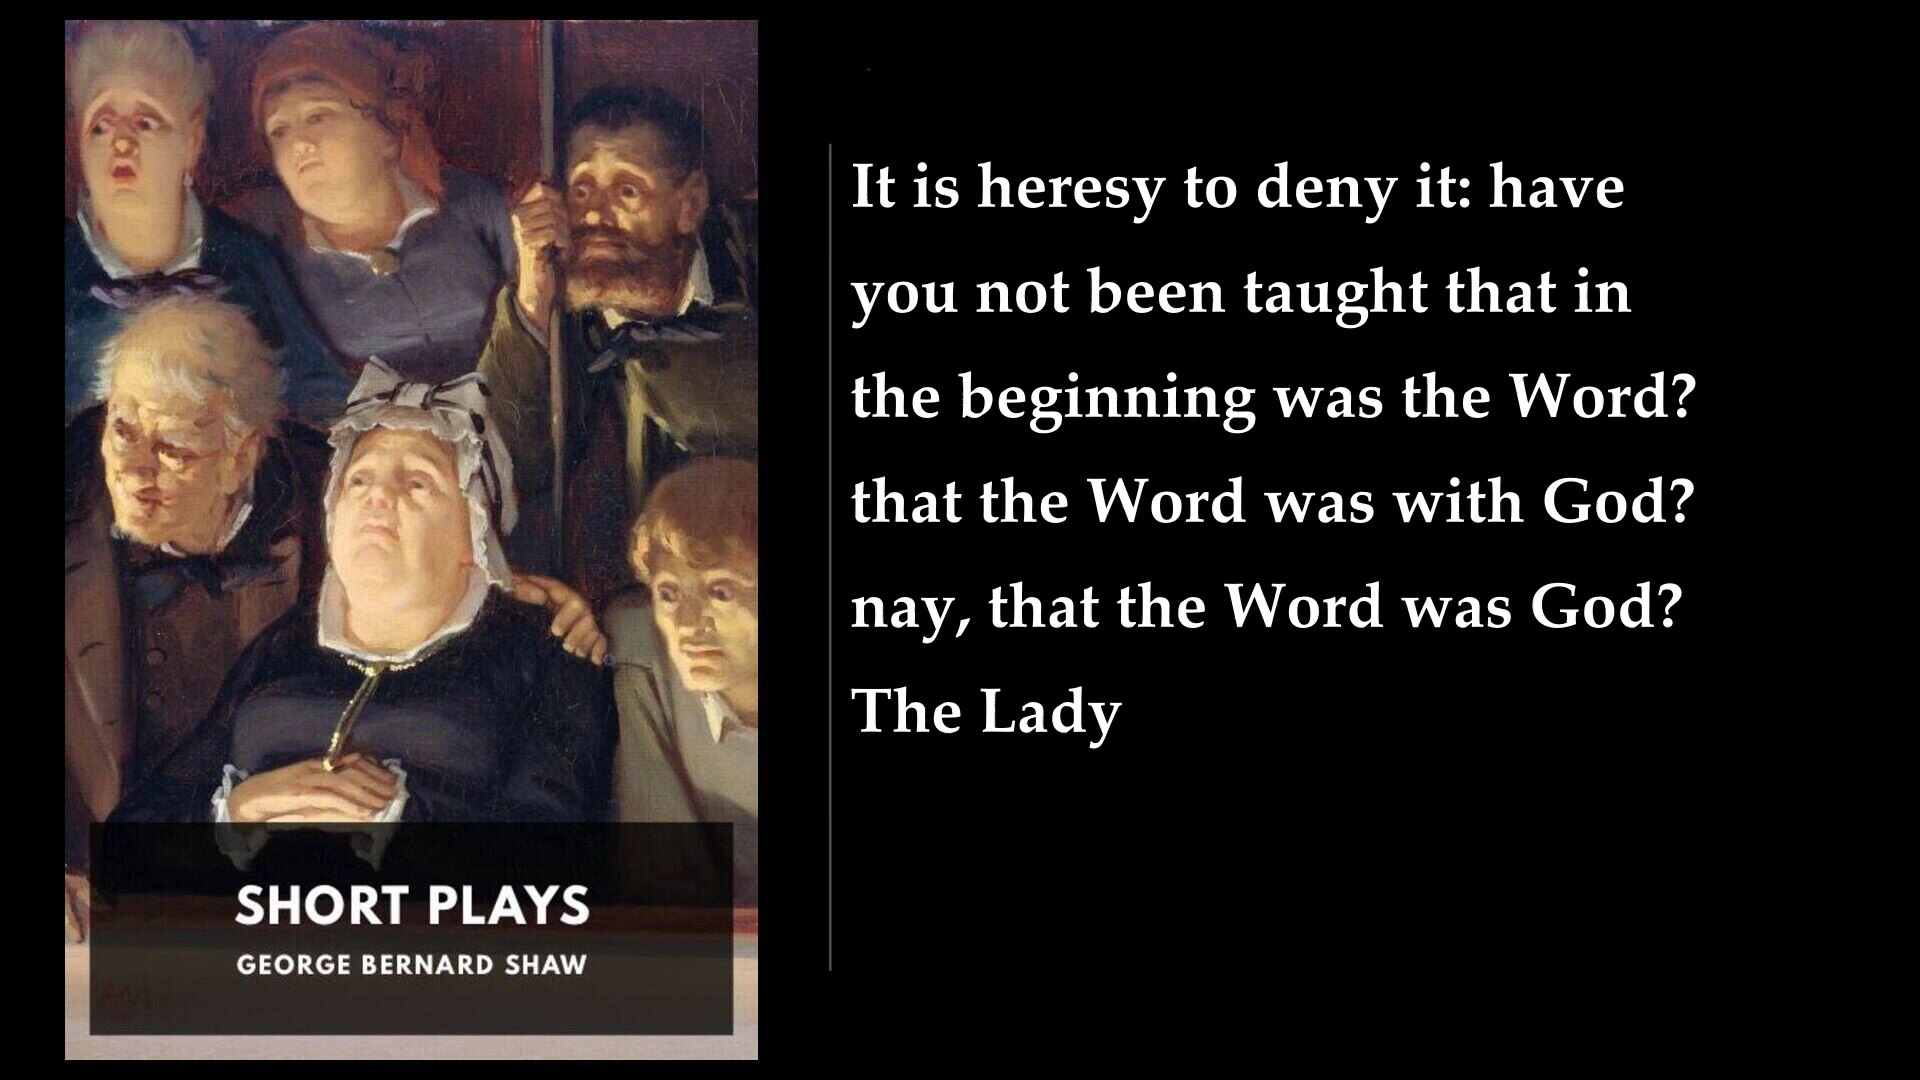 It is heresy to deny it: have
you not been taught that in
the beginning was the Word?
that the Word was with God?
nay, that the Word was God?
The Lady
SHORT PLAYS
GEORGE BERNARD SHAW